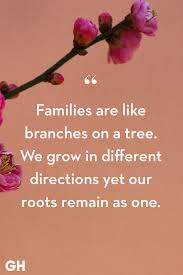 “
Families are like
branches on a tree.
We grow in different
directions yet our
roots remain as one.
GH